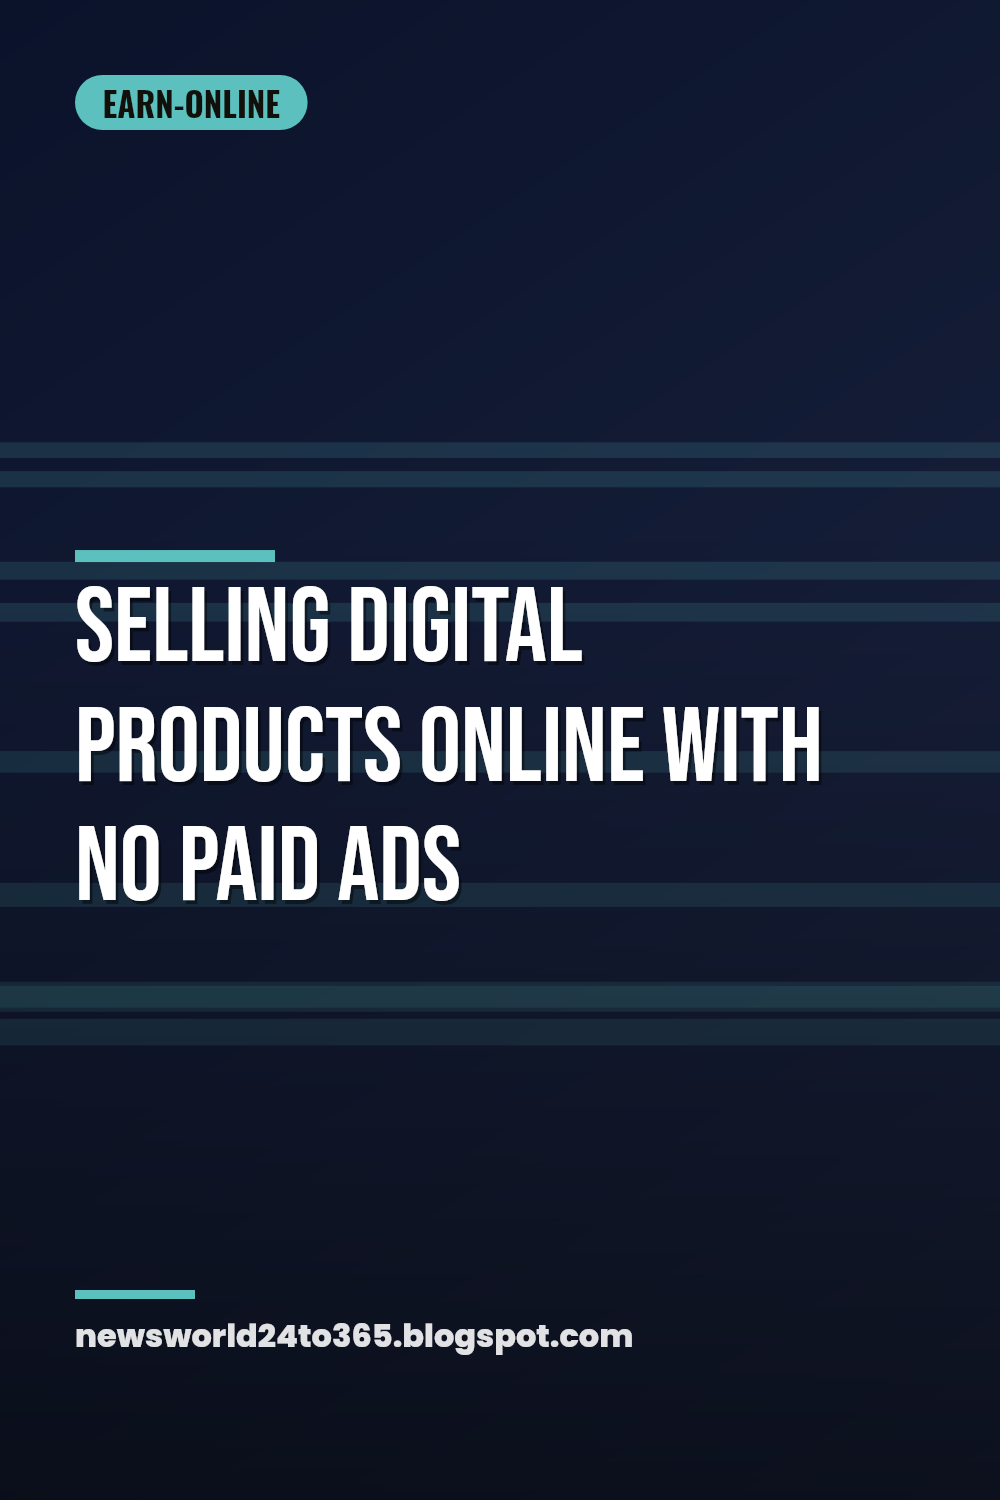 EARN-ONLINE
SELLING DIGITAL
PRODUCTS ONLINE WITH
NO PAID ADS
newsworld24to365.blogspot.com